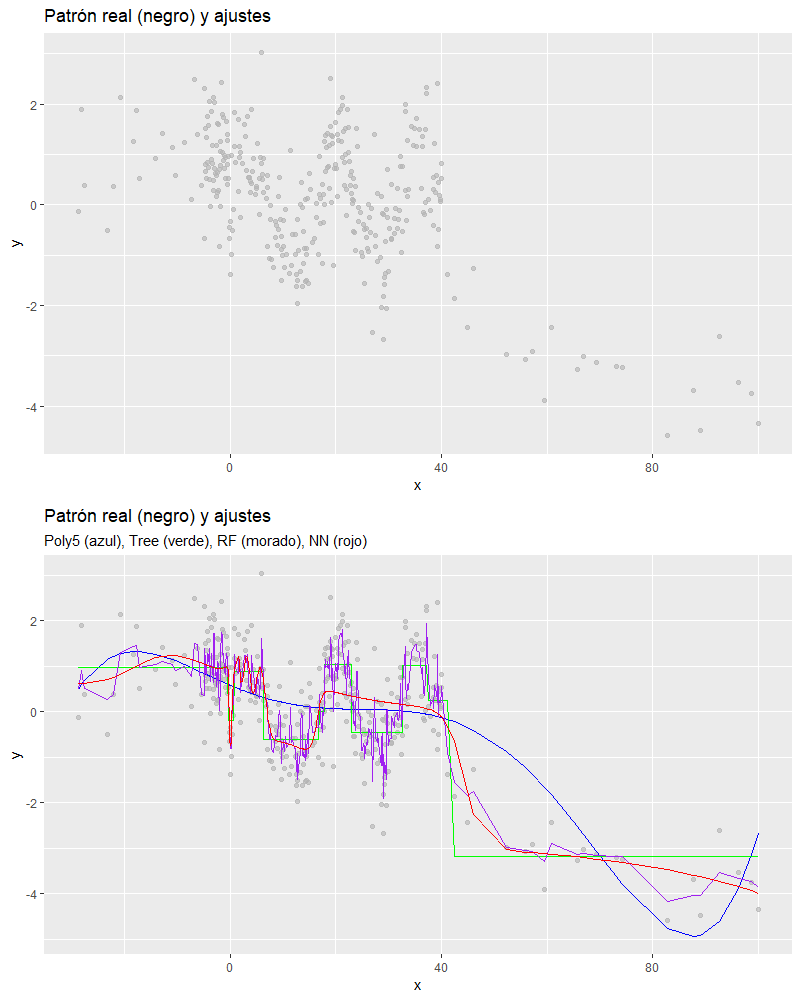 Patrón real (negro) y ajustes
2
0
-2
-4
y
0
40
80
x
Patrón real (negro) y ajustes
Poly5 (azul), Tree (verde), RF (morado), NN (rojo)
2
0
-2
-4
y
0
40
80
x